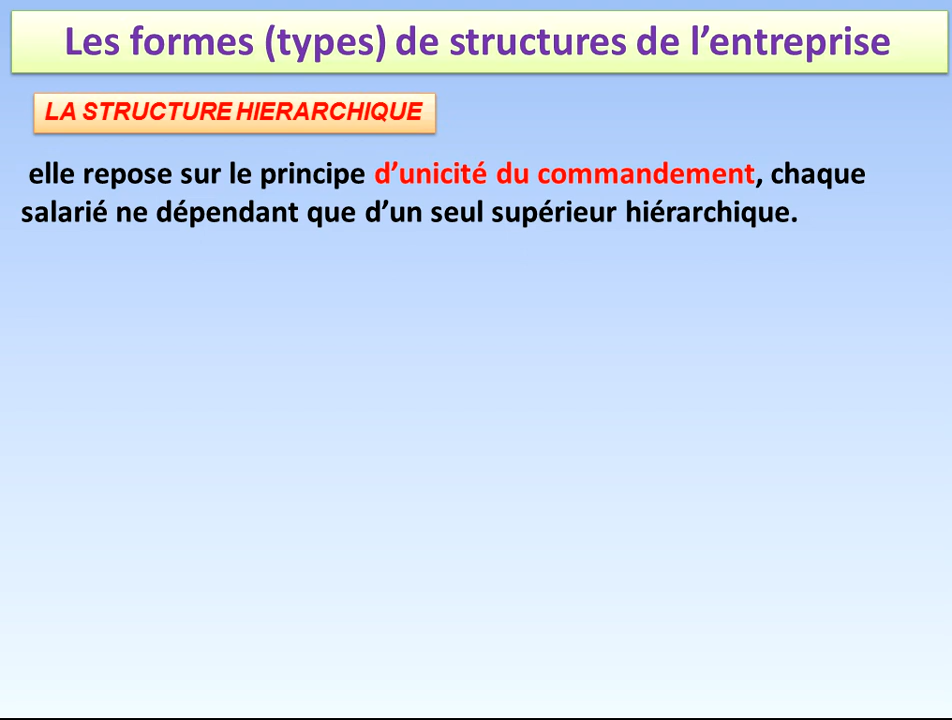 Les formes (types) de structures de l’entreprise
LA STRUCTURE HIERARCHIQUE
elle repose sur le principe d’unicité du commandement, chaque
salarié ne dépendant que d’un seul supérieur hiérarchique.